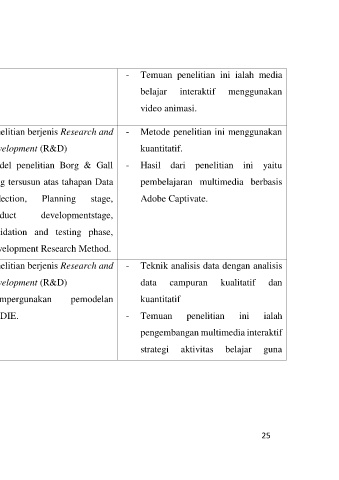 - Temuan penelitian ini ialah media
belajar interaktif menggunakan
video animasi.
elitian berjenis Research and
velopment (R&D)
del penelitian Borg & Gall
g tersusun atas tahapan Data
lection, Planning stage,
duct developmentstage,
idation and testing phase,
velopment Research Method.
- Metode penelitian ini menggunakan
kuantitatif.
- Hasil dari penelitian ini yaitu
pembelajaran multimedia berbasis
Adobe Captivate.
elitian berjenis Research and
velopment (R&D)
mpergunakan pemodelan
DIE.
- Teknik analisis data dengan analisis
data campuran kualitatif dan
kuantitatif
- Temuan penelitian ini ialah
pengembangan multimedia interaktif
strategi aktivitas belajar guna
25